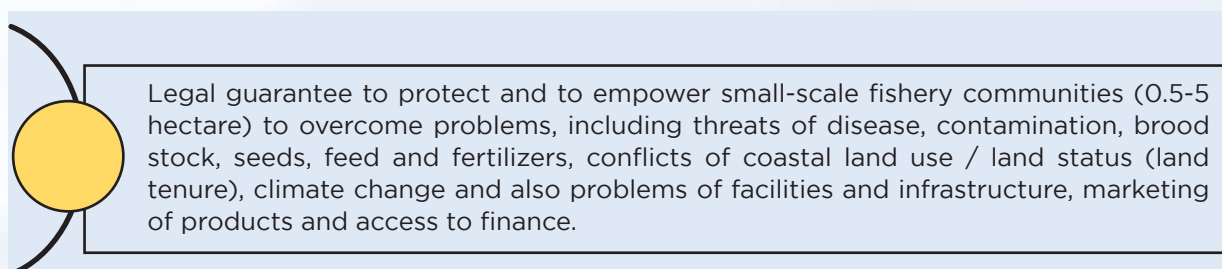 Legal guarantee to protect and to empower small-scale fishery communities (0.5-5
hectare) to overcome problems, including threats of disease, contamination, brood
stock, seeds, feed and fertilizers, conflicts of coastal land use / land status (land
tenure), climate change and also problems of facilities and infrastructure, marketing
of products and access to finance.